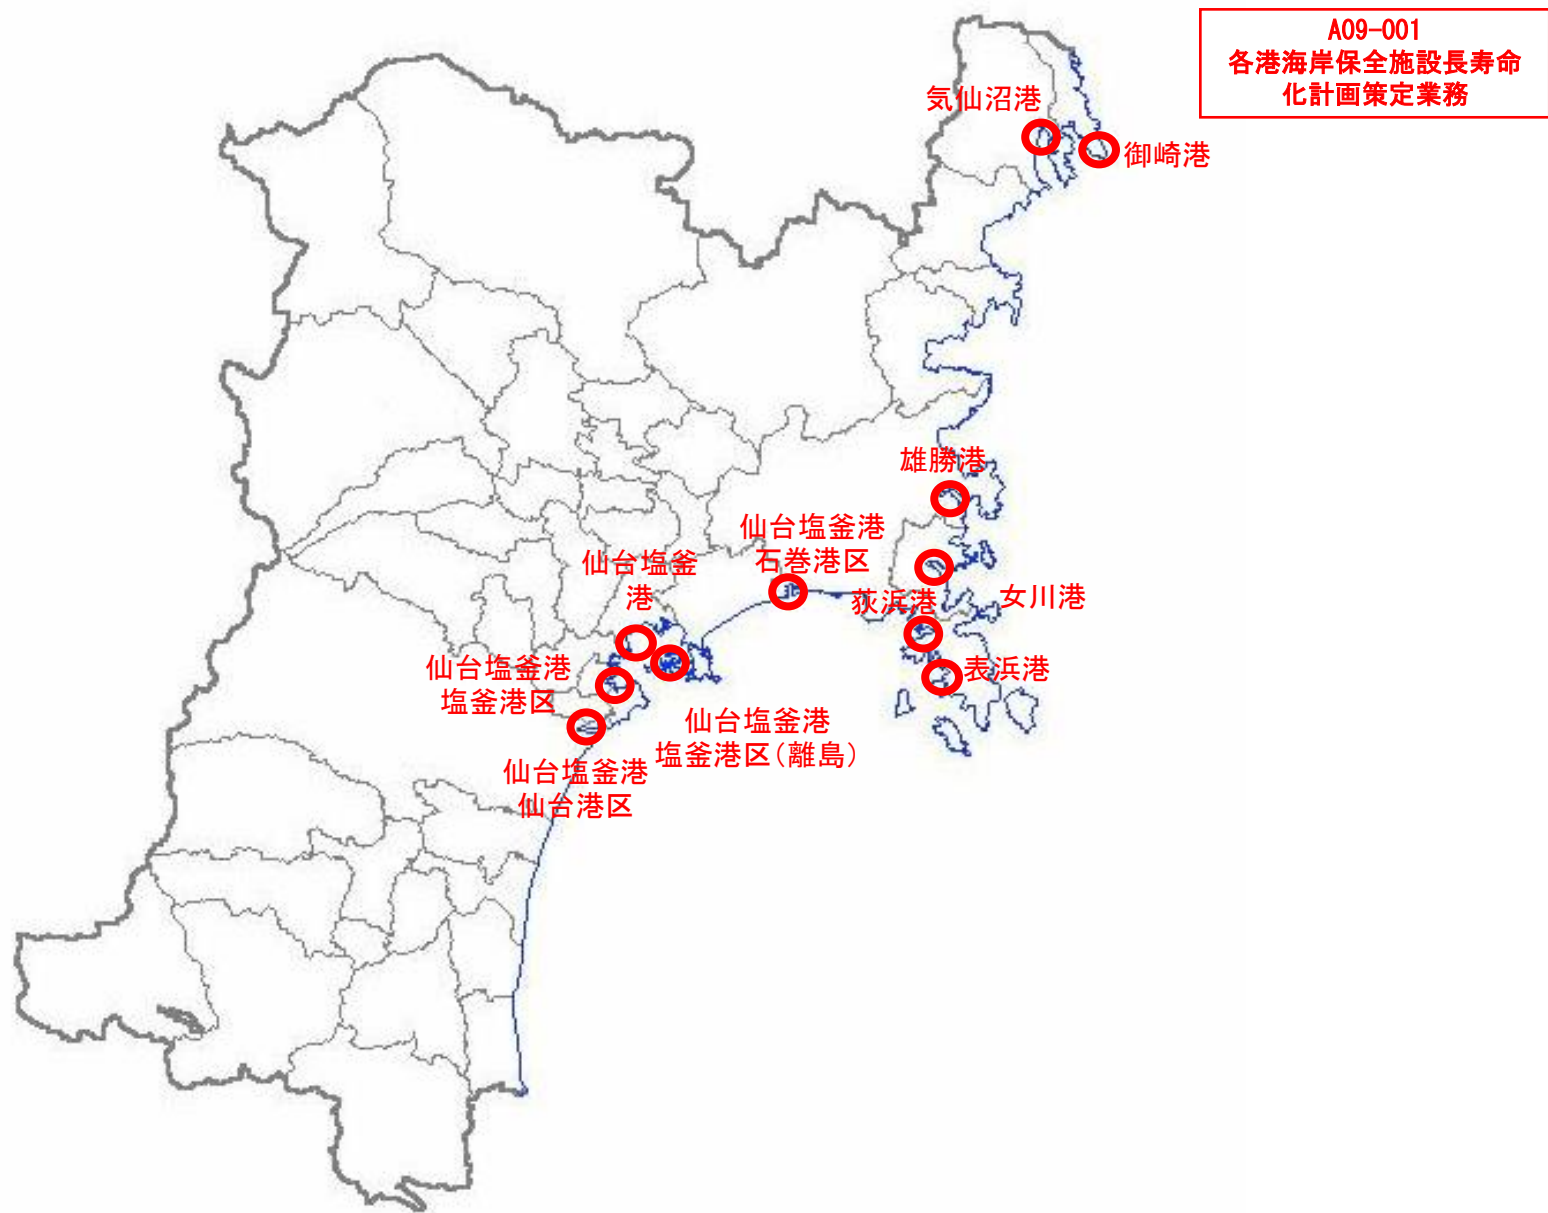 A09-001
各港海岸保全施設長寿命
化計画策定業務
気仙沼港
御崎港
雄勝港
仙台塩釜港
石巻港区
仙台塩釜
港
荻浜港
女川港
仙台塩釜港
塩釜港区
表浜港
仙台塩釜港
塩釜港区(離島)
仙台塩釜港
仙台港区